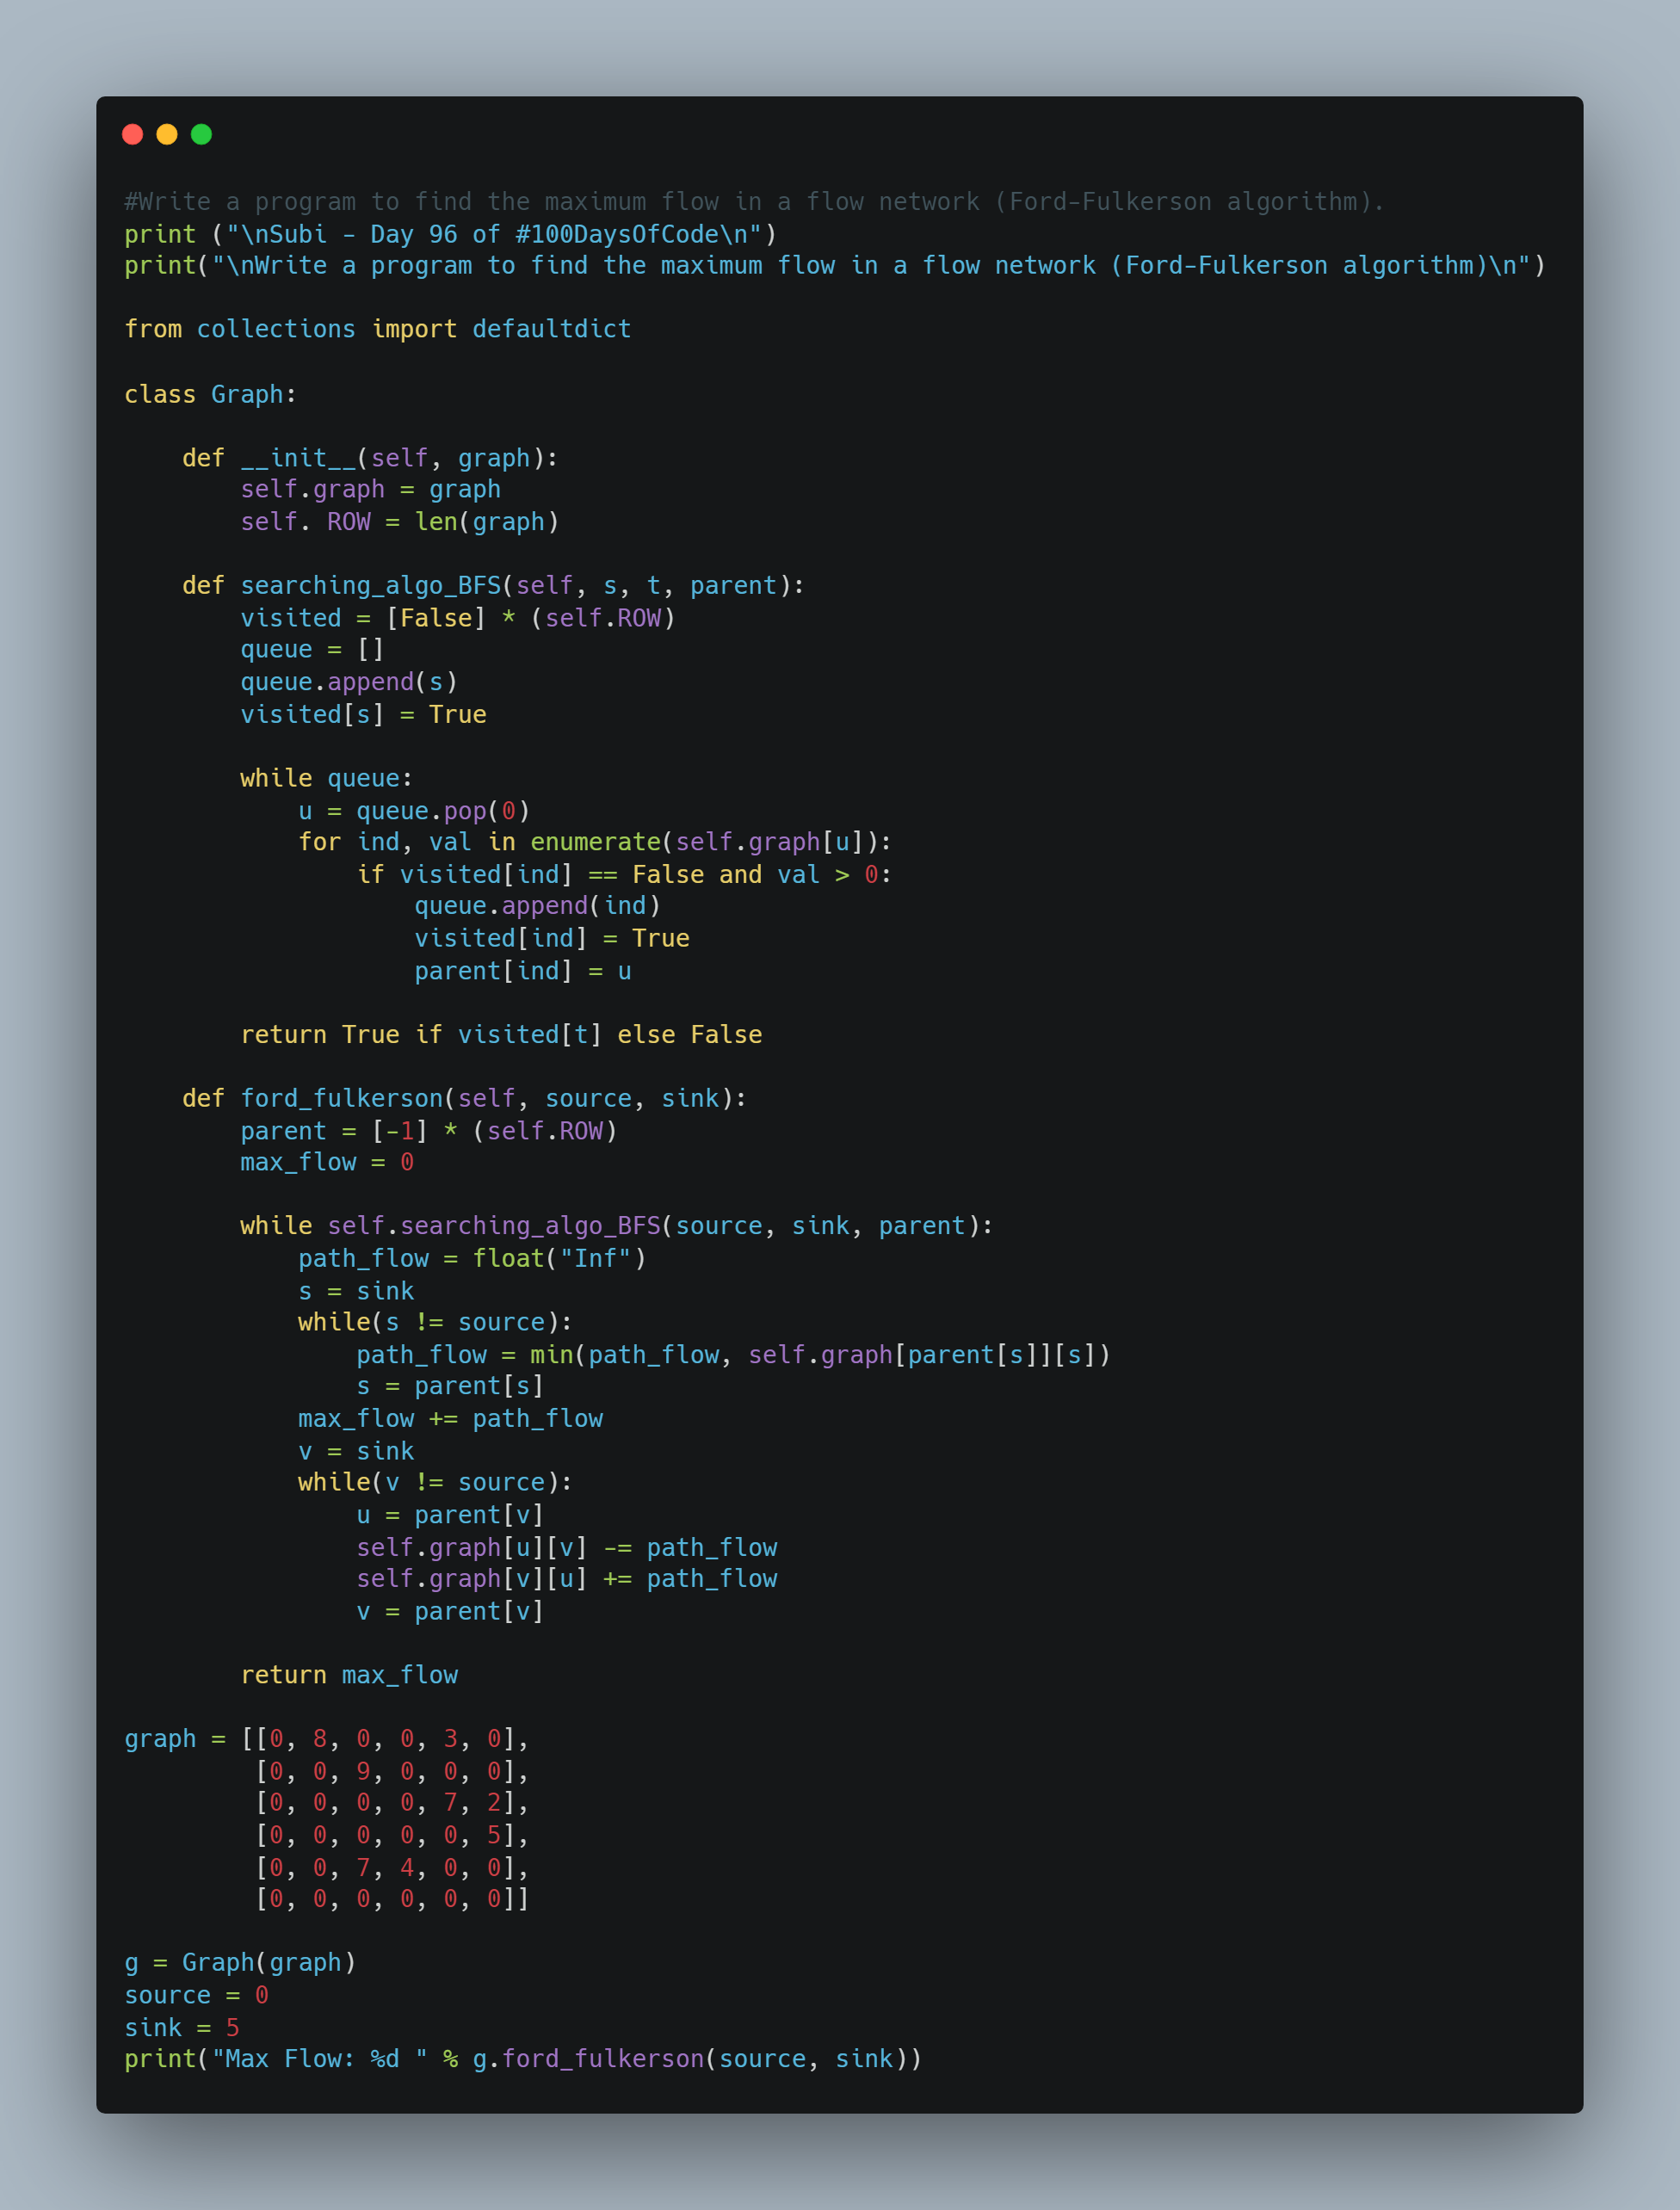 #Write a program to find the maximum flow in a flow network (Ford-Fulkerson algorithm).
print ("\nSubi - Day 96 of #100DaysOfCode\n")
print("\nWrite a program to find the maximum flow in a flow network (Ford-Fulkerson algorithm)\n")

from collections import defaultdict

class Graph:

    def __init__(self, graph):
        self.graph = graph
        self. ROW = len(graph)

    def searching_algo_BFS(self, s, t, parent):
        visited = [False] * (self.ROW)
        queue = []
        queue.append(s)
        visited[s] = True

        while queue:
            u = queue.pop(0)
            for ind, val in enumerate(self.graph[u]):
                if visited[ind] == False and val > 0:
                    queue.append(ind)
                    visited[ind] = True
                    parent[ind] = u

        return True if visited[t] else False

    def ford_fulkerson(self, source, sink):
        parent = [-1] * (self.ROW)
        max_flow = 0

        while self.searching_algo_BFS(source, sink, parent):
            path_flow = float("Inf")
            s = sink
            while(s != source):
                path_flow = min(path_flow, self.graph[parent[s]][s])
                s = parent[s]
            max_flow += path_flow
            v = sink
            while(v != source):
                u = parent[v]
                self.graph[u][v] -= path_flow
                self.graph[v][u] += path_flow
                v = parent[v]

        return max_flow

graph = [[0, 8, 0, 0, 3, 0],
         [0, 0, 9, 0, 0, 0],
         [0, 0, 0, 0, 7, 2],
         [0, 0, 0, 0, 0, 5],
         [0, 0, 7, 4, 0, 0],
         [0, 0, 0, 0, 0, 0]]

g = Graph(graph)
source = 0
sink = 5
print("Max Flow: %d " % g.ford_fulkerson(source, sink))